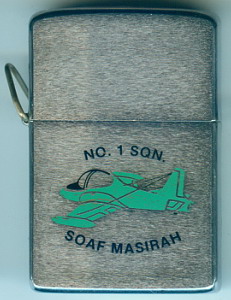 NO. 1 SQN.
SOAF MASIRAH